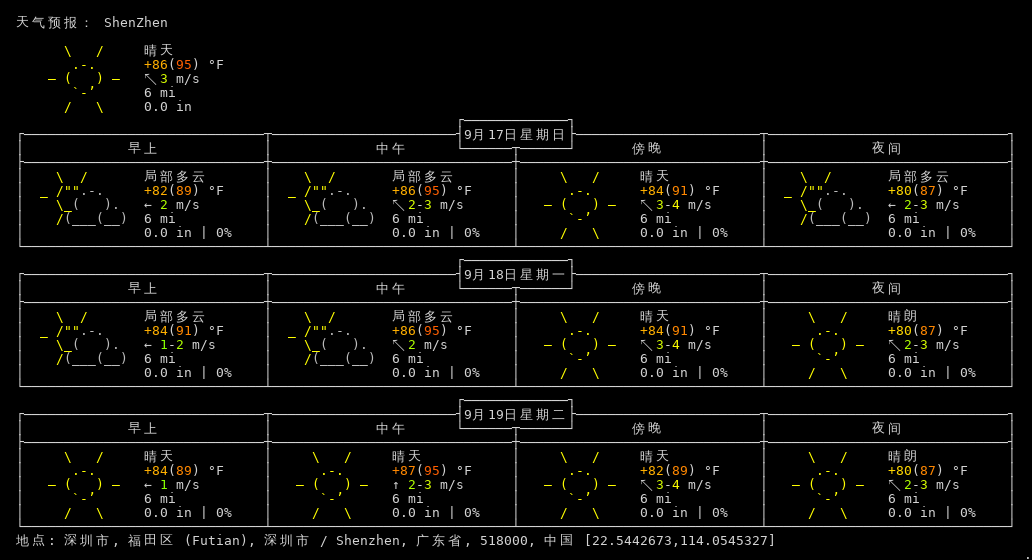 天气预报： ShenZhen
晴天
+86(95) °F
↖ 3 m/s
6 mi
0.0 in
9月17日星期日
早上 中午 傍晚 夜间
局部多云 局部多云 晴天 局部多云
+82(89) °F +86(95) °F +84(91) °F +80(87) °F
← 2 m/s ↖ 2-3 m/s ↖ 3-4 m/s ← 2-3 m/s
6 mi 6 mi 6 mi 6 mi
0.0 in | 0% 0.0 in | 0% 0.0 in | 0% 0.0 in | 0%
9月18日星期一
早上 中午 傍晚 夜间
局部多云 局部多云 晴天 晴朗
+84(91) °F +86(95) °F +84(91) °F +80(87) °F
← 1-2 m/s ↖ 2 m/s ↖ 3-4 m/s ↖ 2-3 m/s
6 mi 6 mi 6 mi 6 mi
0.0 in | 0% 0.0 in | 0% 0.0 in | 0% 0.0 in | 0%
9月19日星期二
早上 中午 傍晚 夜间
晴天 晴天 晴天 晴朗
+84(89) °F +87(95) °F +82(89) °F +80(87) °F
← 1 m/s ↑ 2-3 m/s ↖ 3-4 m/s ↖ 2-3 m/s
6 mi 6 mi 6 mi 6 mi
0.0 in | 0% 0.0 in | 0% 0.0 in | 0% 0.0 in | 0%
地点: 深圳市, 福田区 (Futian), 深圳市 / Shenzhen, 广东省, 518000, 中国 [22.5442673,114.0545327]